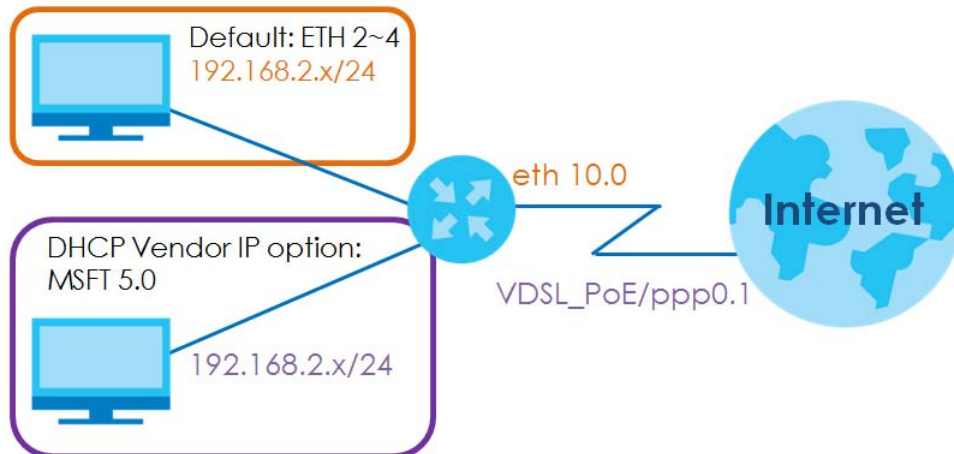 Default: ETH 2~4
192.168.2.x/24
eth 10.0
Internet
DHCP Vendor IP option:
MSFT 5.0
VDSL_PoE/ppp0.1
192.168.2.x/24